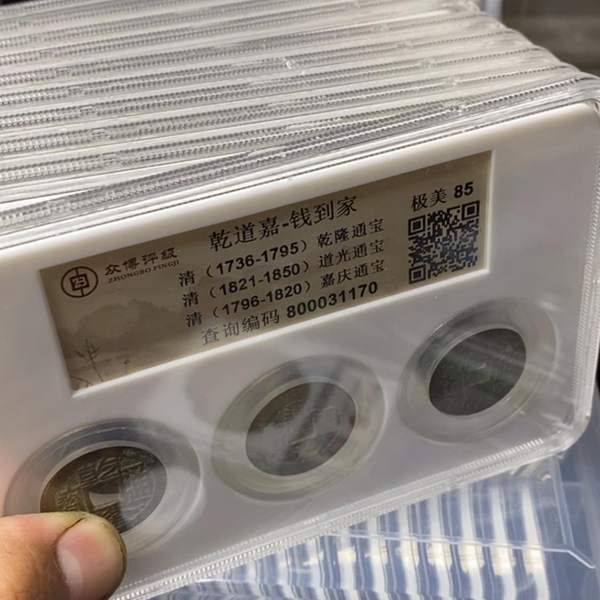 众博评級
ZHONGBO PINGJI
乾道嘉-钱到家
极美 85
清（1736-1795）乾隆通宝
清（1821-1850）道光通宝
清（1796-1820）嘉庆通宝
查询编码 800031170